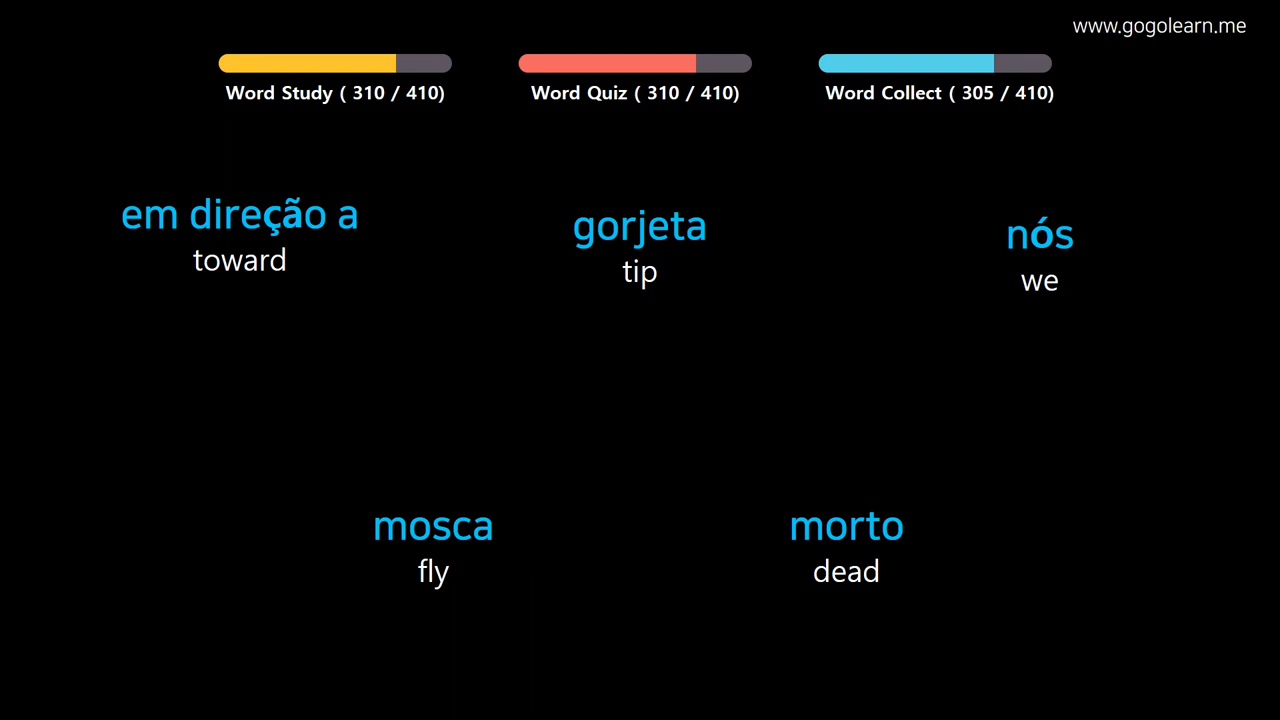 www.gogolearn.me
Word Study ( 310 / 410)
Word Quiz ( 310 / 410)
Word Collect ( 305 / 410)
em direção a
toward
gorjeta
tip
nós
we
mosca
fly
morto
dead